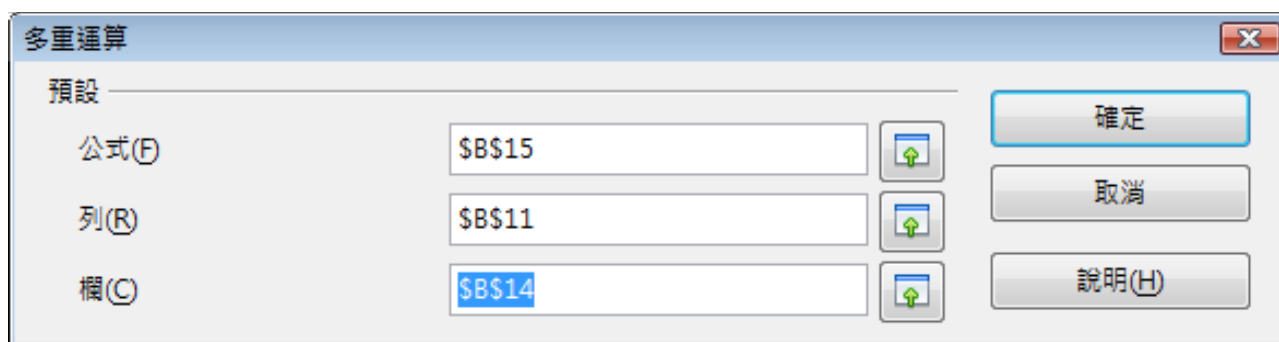 多重運算
預設
公式(F) $B$15
列(R) $B$11
欄(C) $B$14
確定
取消
說明(H)